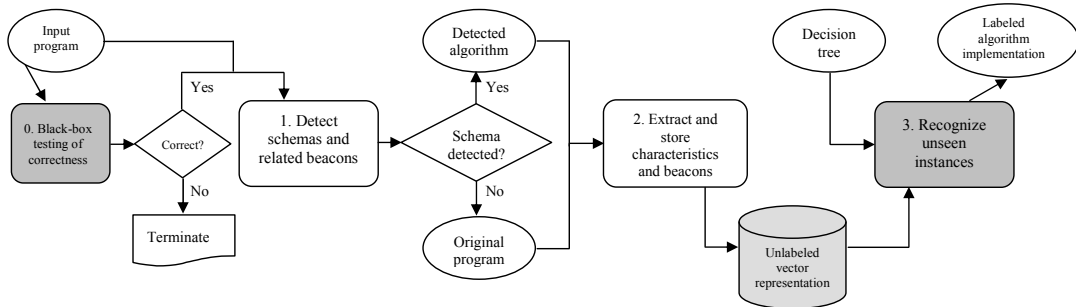 Input
program
0. Black-box
testing of
correctness
Yes
Correct?
No
Terminate
1. Detect
schemas and
related beacons
Detected
algorithm
Yes
Schema
detected?
No
Original
program
2. Extract and
store
characteristics
and beacons
Unlabeled
vector
representation
Decision
tree
3. Recognize
unseen
instances
Labeled
algorithm
implementation